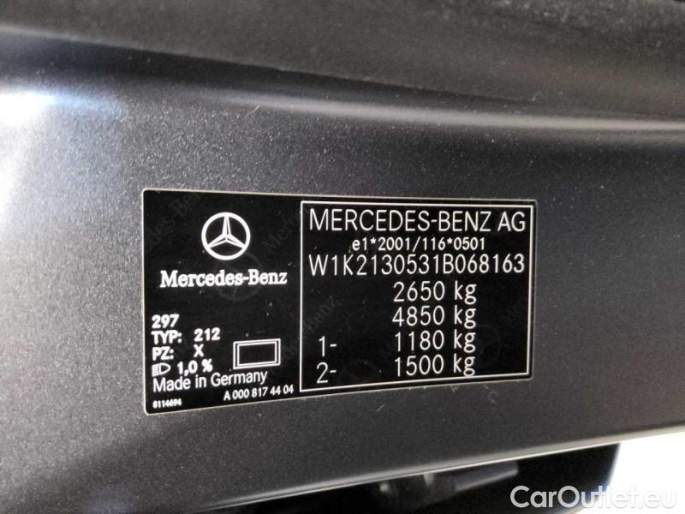 Mercedes-Benz
297
TYP: 212
PZ: X
1,0 %
Made in Germany
8114694
A 000 817 44 04
MERCEDES-BENZ AG
e1*2001/116*0501
W1K2130531B068163
2650 kg
4850 kg
1- 1180 kg
2- 1500 kg
CarOutlet.eu